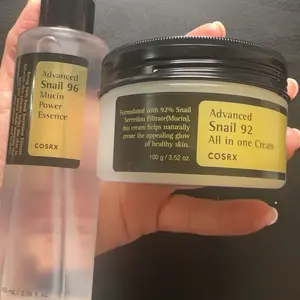 Advanced
Snail 96
Mucin
Power
Essence
COSRX
Formulated with 92% Snail
Secretion Filtrate(Mucin),
this cream helps naturally
create the appealing glow
of healthy skin.
100 g / 3.52 oz.
Advanced
Snail 92
All in one Cream
COSRX